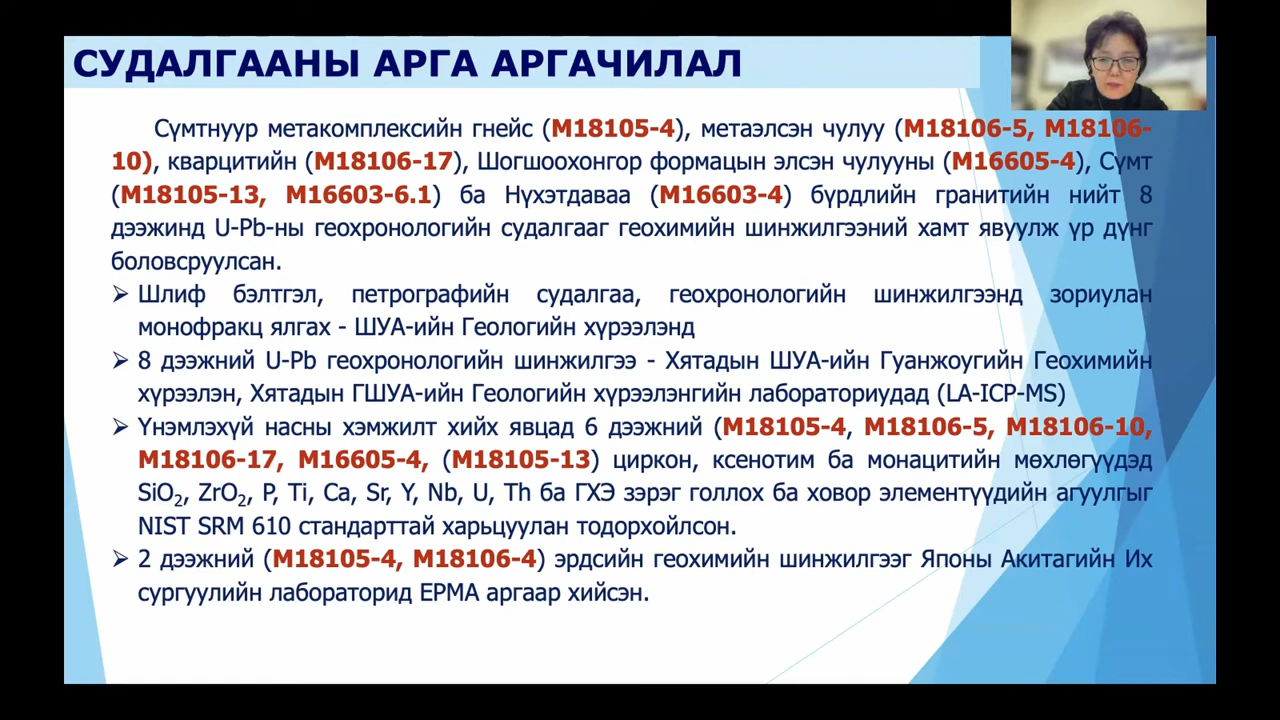 СУДАЛГААНЫ АРГА АРГАЧИЛАЛ
Сүмтнуур метакомплексийн гнейс (M18105-4), метаэлсэн чулуу (M18106-5, M18106-
10), кварцитийн (M18106-17), Шогшоохонгор формацын элсэн чулууны (M16605-4), Сүмт
(M18105-13, M16603-6.1) ба Нүхэтдаваа (M16603-4) бүрдлийн гранитийн нийт 8
дээжинд U-Pb-ны геохронологийн судалгааг геохимийн шинжилгээний хамт явуулж үр дүнг
боловсруулсан.
➢ Шлиф бэлтгэл, петрографийн судалгаа, геохронологийн шинжилгээнд зориулан
монофракц ялгах - ШУА-ийн Геологийн хүрээлэнд
➢ 8 дээжний U-Pb геохронологийн шинжилгээ - Хятадын ШУА-ийн Гуанжоугийн Геохимийн
хүрээлэн, Хятадын ГШУА-ийн Геологийн хүрээлэнгийн лабораториудад (LA-ICP-MS)
➢ Үнэмлэхүй насны хэмжилт хийх явцад 6 дээжний (M18105-4, M18106-5, M18106-10,
M18106-17, M16605-4, (M18105-13) циркон, ксенотим ба монацитийн мөхлөгүүдэд
SiO₂, ZrO₂, P, Ti, Ca, Sr, Y, Nb, U, Th ба ГХЭ зэрэг голлох ба ховор элементүүдийн агуулгыг
NIST SRM 610 стандарттай харьцуулан тодорхойлсон.
➢ 2 дээжний (M18105-4, M18106-4) эрдсийн геохимийн шинжилгээг Японы Акитагийн Их
сургуулийн лабораторид EPMA аргаар хийсэн.